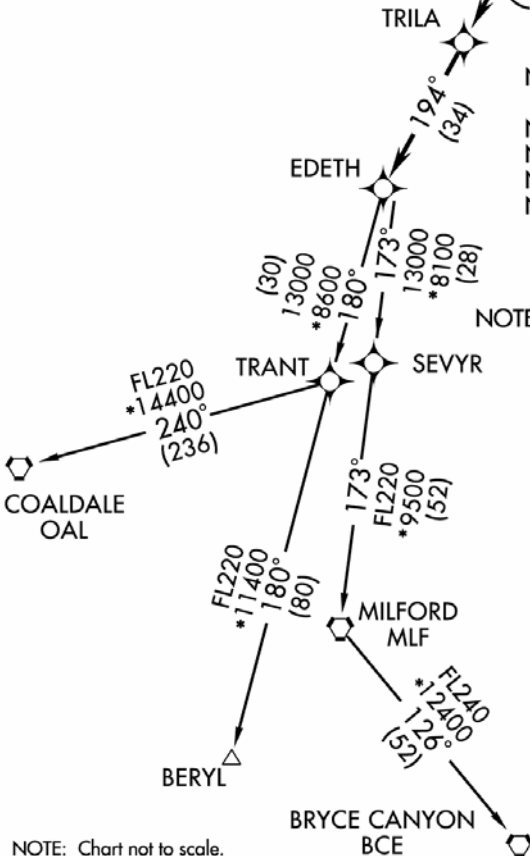 TRILA
194°
(34)
EDETH
(30)
13000
*8600
180°
173°
13000
*8100
(28)
NOTE
TRANT
SEVYR
FL220
*14400
240°
(236)
COALDALE
OAL
173°
FL220
*9500
(52)
FL220
*11400
180°
(80)
MILFORD
MLF
FL240
*12400
126°
(52)
BERYL
BRYCE CANYON
BCE
NOTE: Chart not to scale.